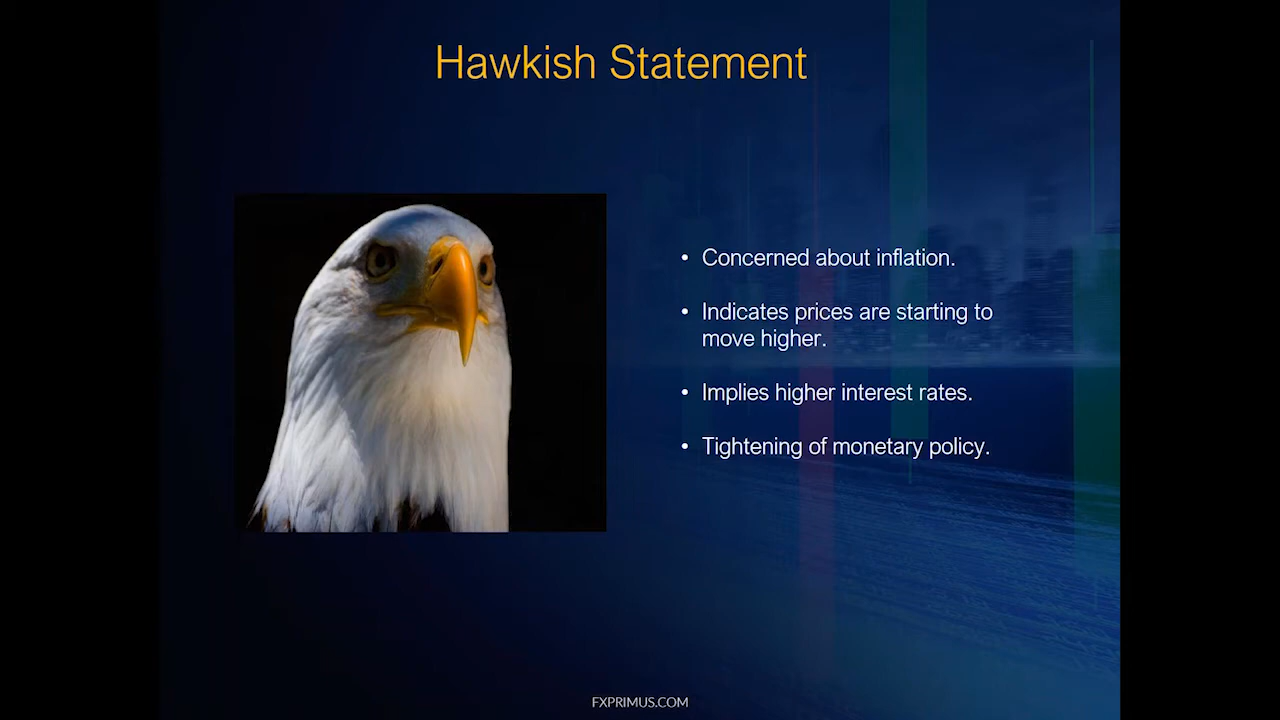 Hawkish Statement
• Concerned about inflation.
• Indicates prices are starting to
move higher.
• Implies higher interest rates.
• Tightening of monetary policy.
FXPRIMUS.COM